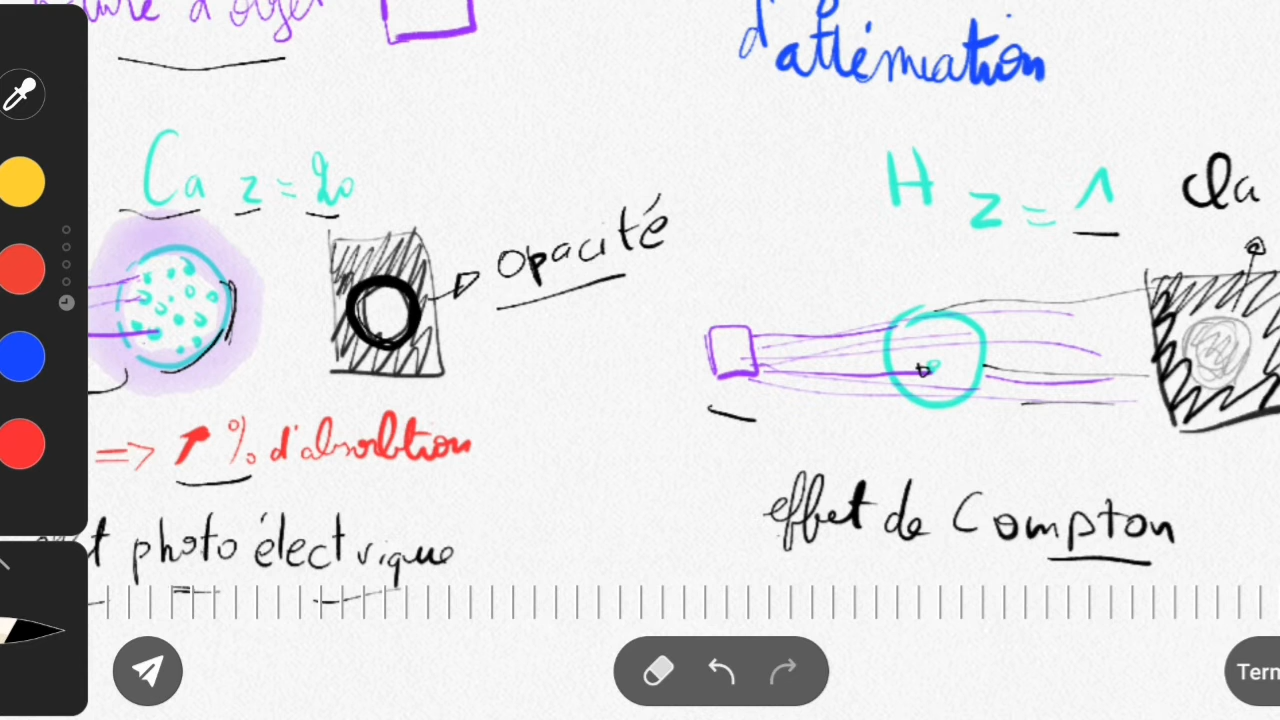 d'atténuation
Ca z = 20
H z = 1
Opacité
=> ↗ % d'absorbtion
effet de Compton
photo électrique
Term